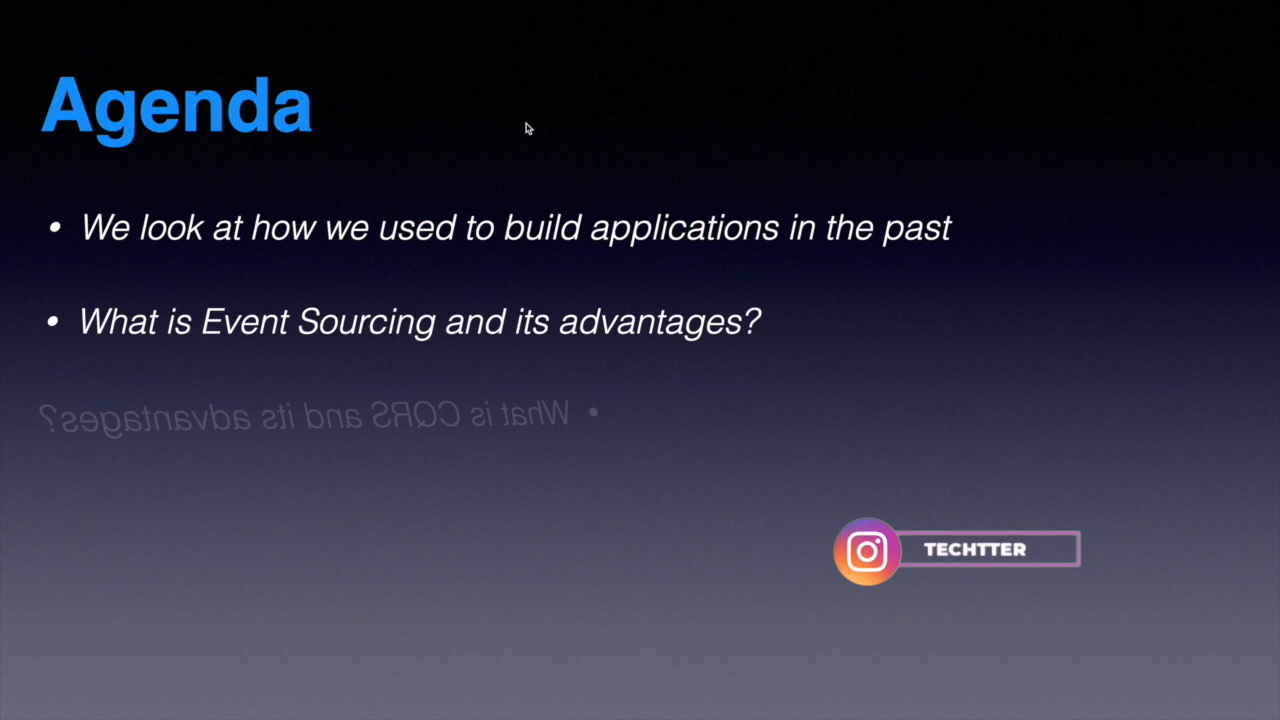 Agenda
• We look at how we used to build applications in the past
• What is Event Sourcing and its advantages?
• What is CQRS and its advantages?
TECHTTER